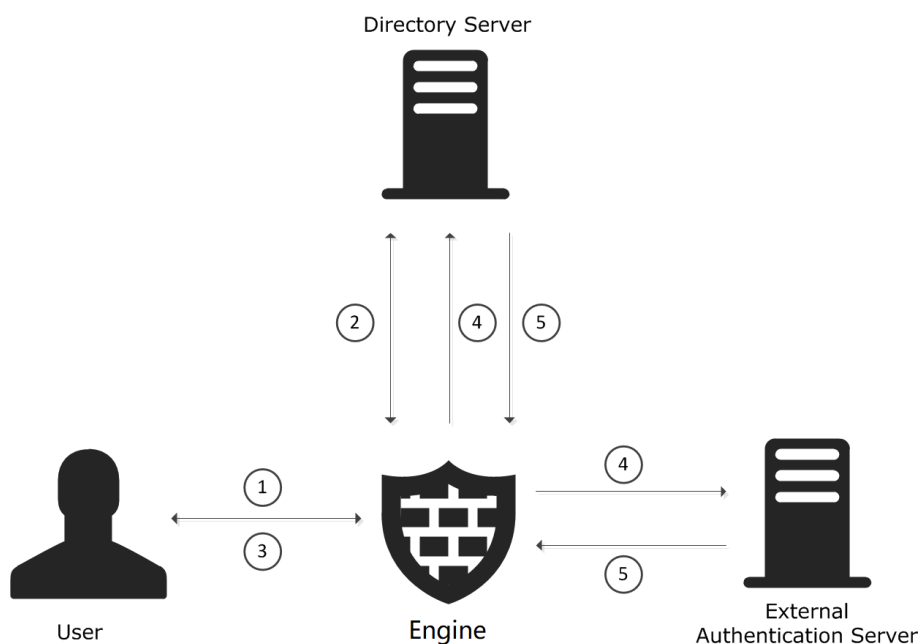 Directory Server
2
4
5
1
3
4
5
User
Engine
External
Authentication Server